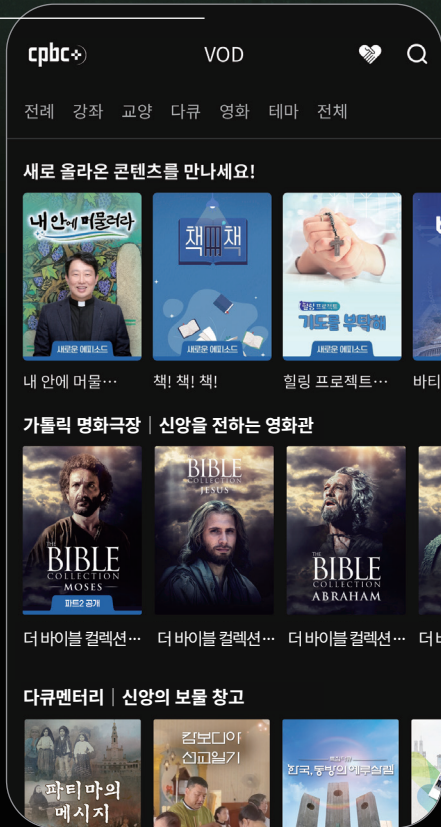 cpbc+
VOD
전례 강좌 교양 다큐 영화 테마 전체
새로 올라온 콘텐츠를 만나세요!
내 안에 머물러라
새로운 에피소드
책 책
새로운 에피소드
힐링 프로젝트
기도를 부탁해
새로운 에피소드
내 안에 머물…
책! 책! 책!
힐링 프로젝트…
바티
가톨릭 명화극장 | 신앙을 전하는 영화관
THE
BIBLE
COLLECTION
MOSES
파트2 공개
BIBLE
COLLECTION
JESUS
THE
BIBLE
COLLECTION
ABRAHAM
더 바이블 컬렉션…
더 바이블 컬렉션…
더 바이블 컬렉션…
더 ㅂ
다큐멘터리 | 신앙의 보물 창고
파티마의
메시지
캄보디아
선교일기
한국, 동방의 예루살렘